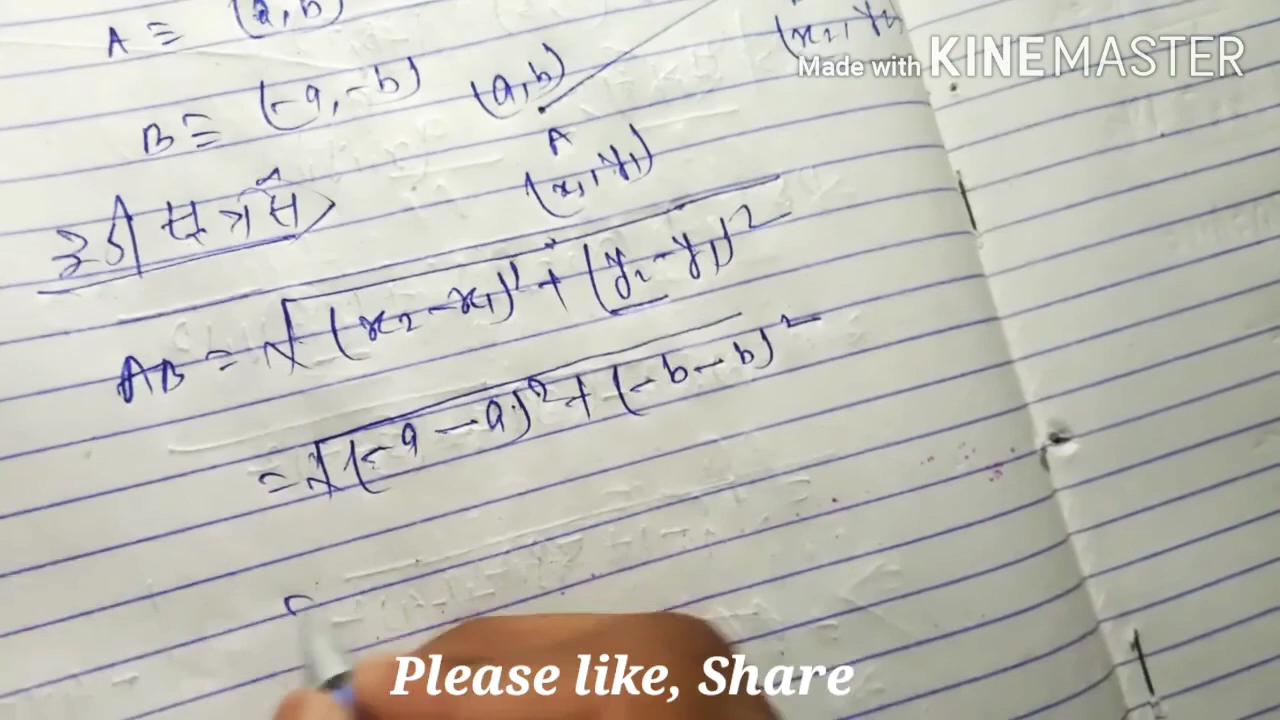 A ≡ (a, b)
(x₂, y₂)
Made with KINEMASTER
B ≡ (-a, -b) (a, b)
A
(x₁, y₁)
AB = √(x₂ - x₁)² + (y₂ - y₁)²
= √(-a - a)² + (-b - b)²
Please like, Share